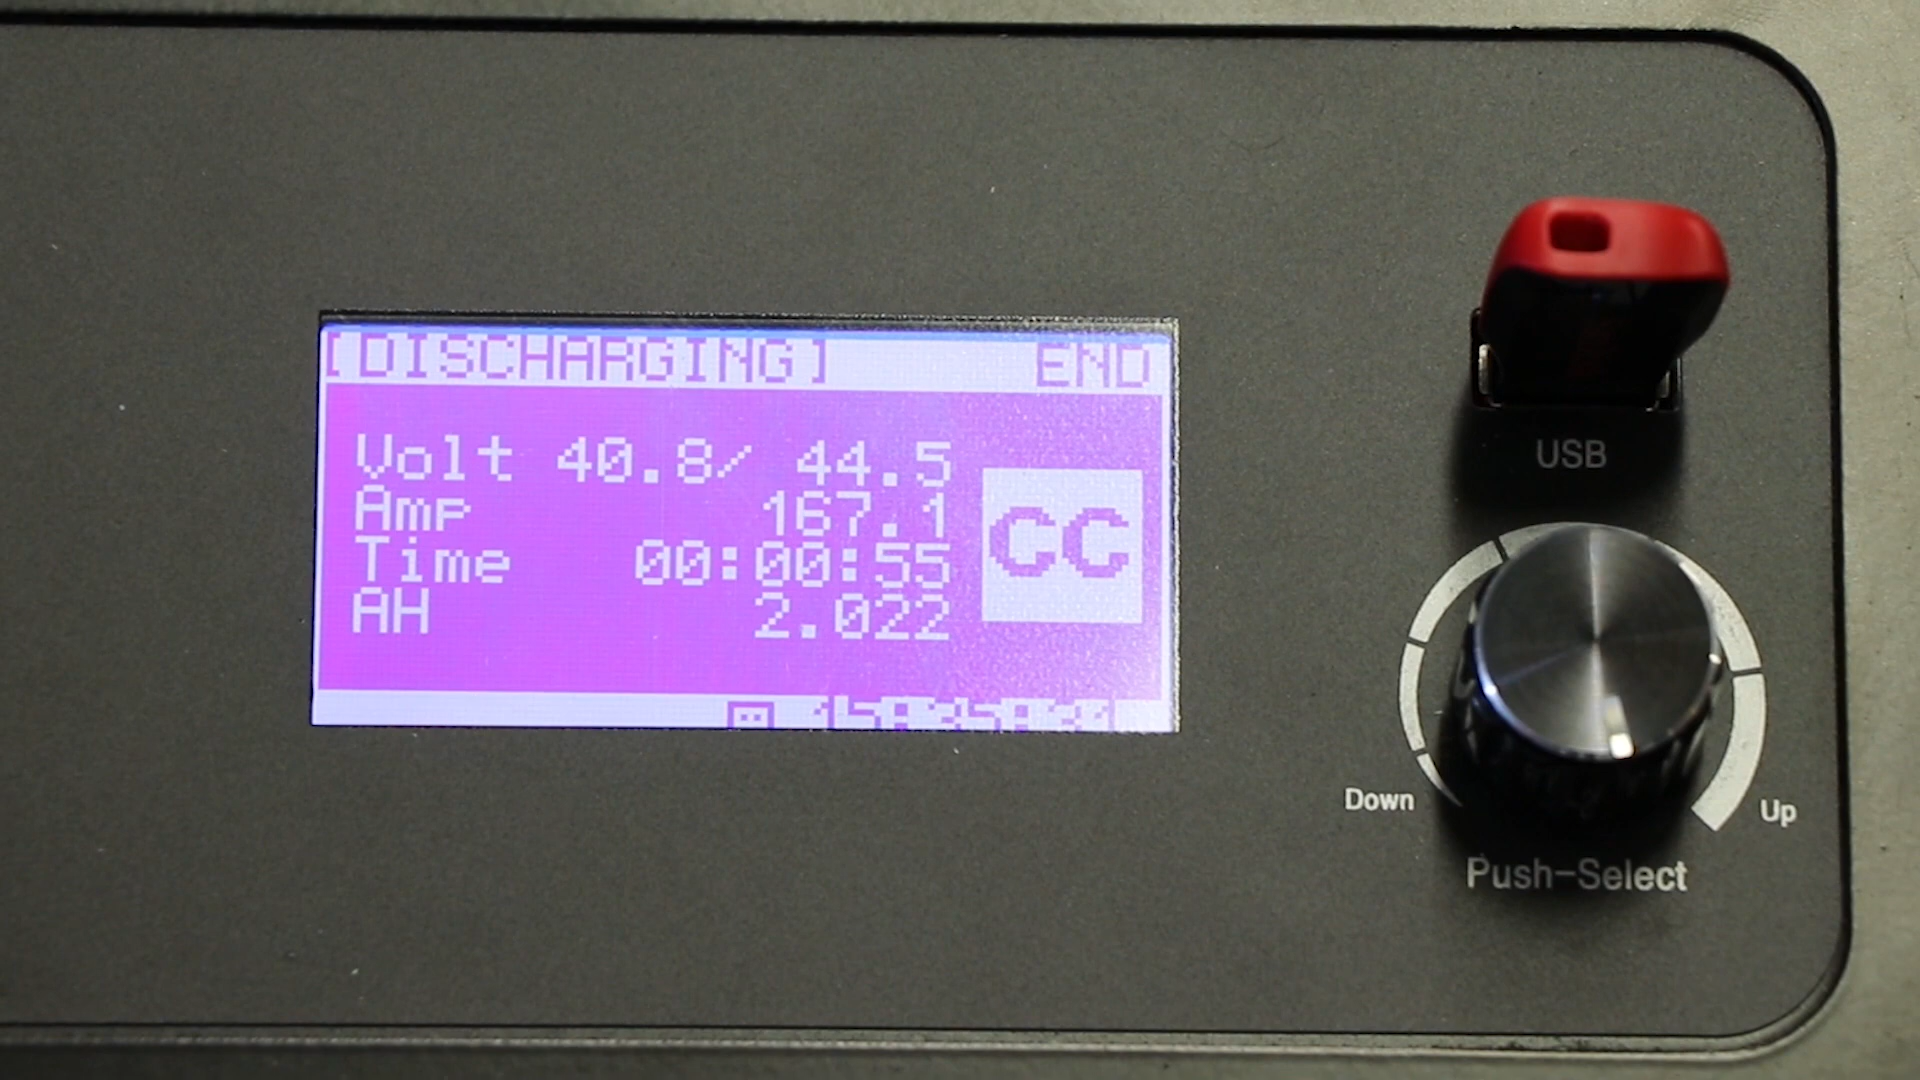 [DISCHARGING] END
Volt 40.8/ 44.5
Amp 167.1
CC
Time 00:00:55
AH 2.022
USB
Down
Up
Push-Select